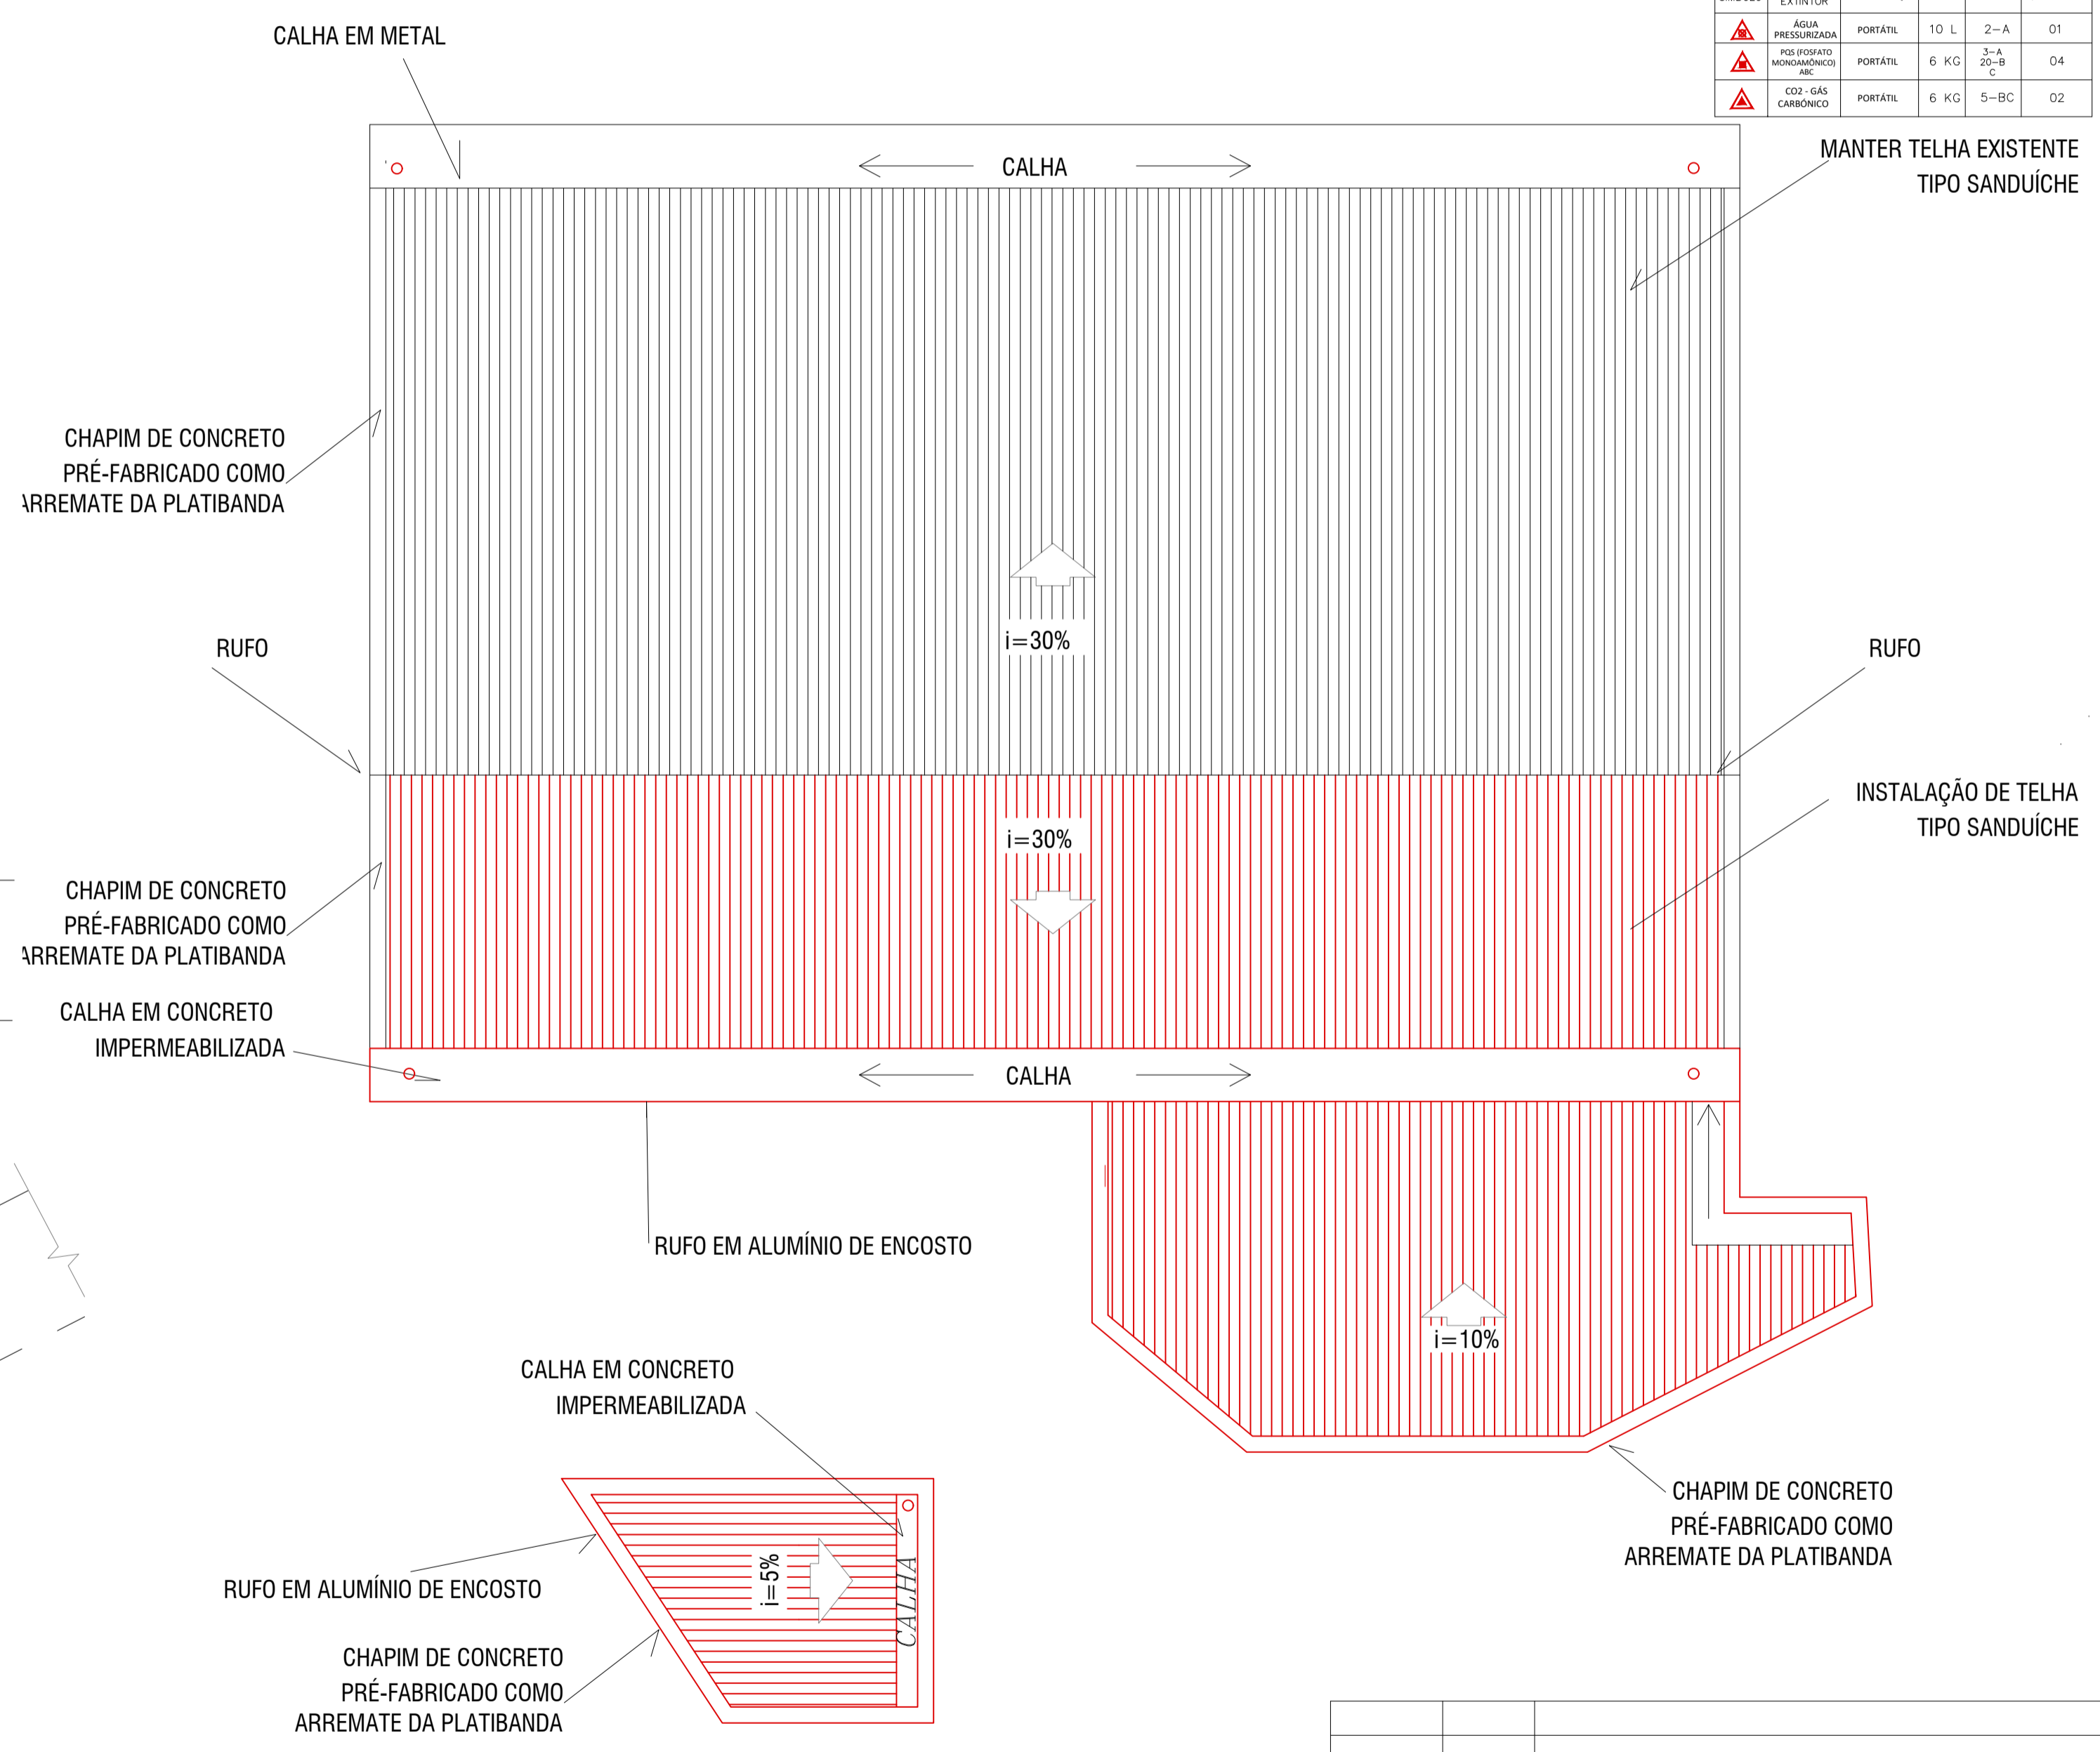 EXTINTOR
ÁGUA
PRESSURIZADA
PORTÁTIL
10 L
2-A
01
PQS (FOSFATO
MONOAMÔNICO)
ABC
PORTÁTIL
6 KG
3-A
20-B
C
04
CO2 - GÁS
CARBÓNICO
PORTÁTIL
6 KG
5-BC
02
CALHA EM METAL
CALHA
MANTER TELHA EXISTENTE
TIPO SANDUÍCHE
CHAPIM DE CONCRETO
PRÉ-FABRICADO COMO
ARREMATE DA PLATIBANDA
i=30%
RUFO
RUFO
i=30%
INSTALAÇÃO DE TELHA
TIPO SANDUÍCHE
CHAPIM DE CONCRETO
PRÉ-FABRICADO COMO
ARREMATE DA PLATIBANDA
CALHA EM CONCRETO
IMPERMEABILIZADA
CALHA
RUFO EM ALUMÍNIO DE ENCOSTO
i=10%
CALHA EM CONCRETO
IMPERMEABILIZADA
CHAPIM DE CONCRETO
PRÉ-FABRICADO COMO
ARREMATE DA PLATIBANDA
i=5%
CALHA
RUFO EM ALUMÍNIO DE ENCOSTO
CHAPIM DE CONCRETO
PRÉ-FABRICADO COMO
ARREMATE DA PLATIBANDA